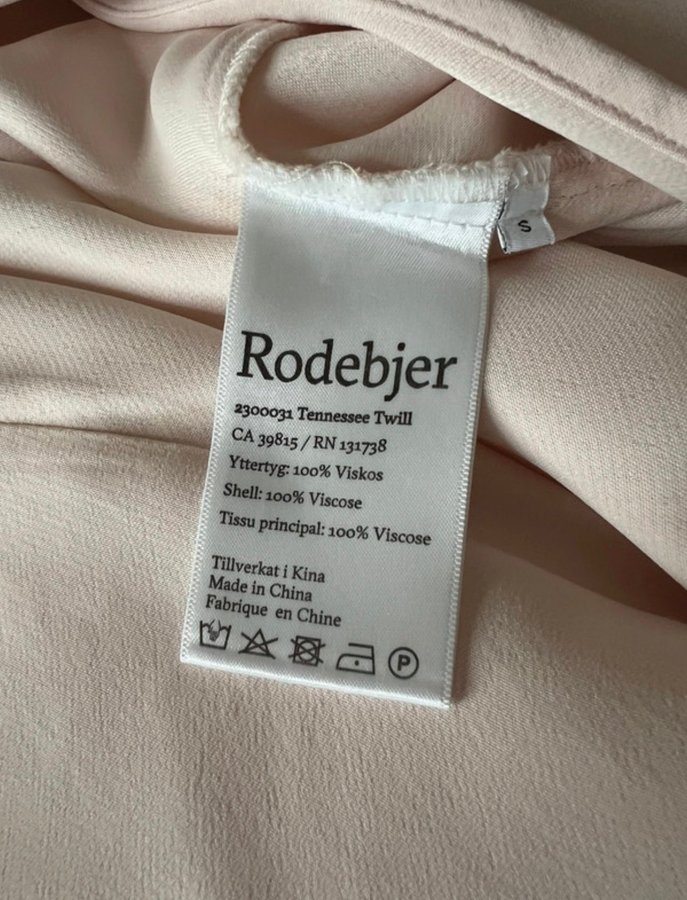 S
Rodebjer
2300031 Tennessee Twill
CA 39815 / RN 131738
Yttertyg: 100% Viskos
Shell: 100% Viscose
Tissu principal: 100% Viscose
Tillverkat i Kina
Made in China
Fabrique en Chine
P